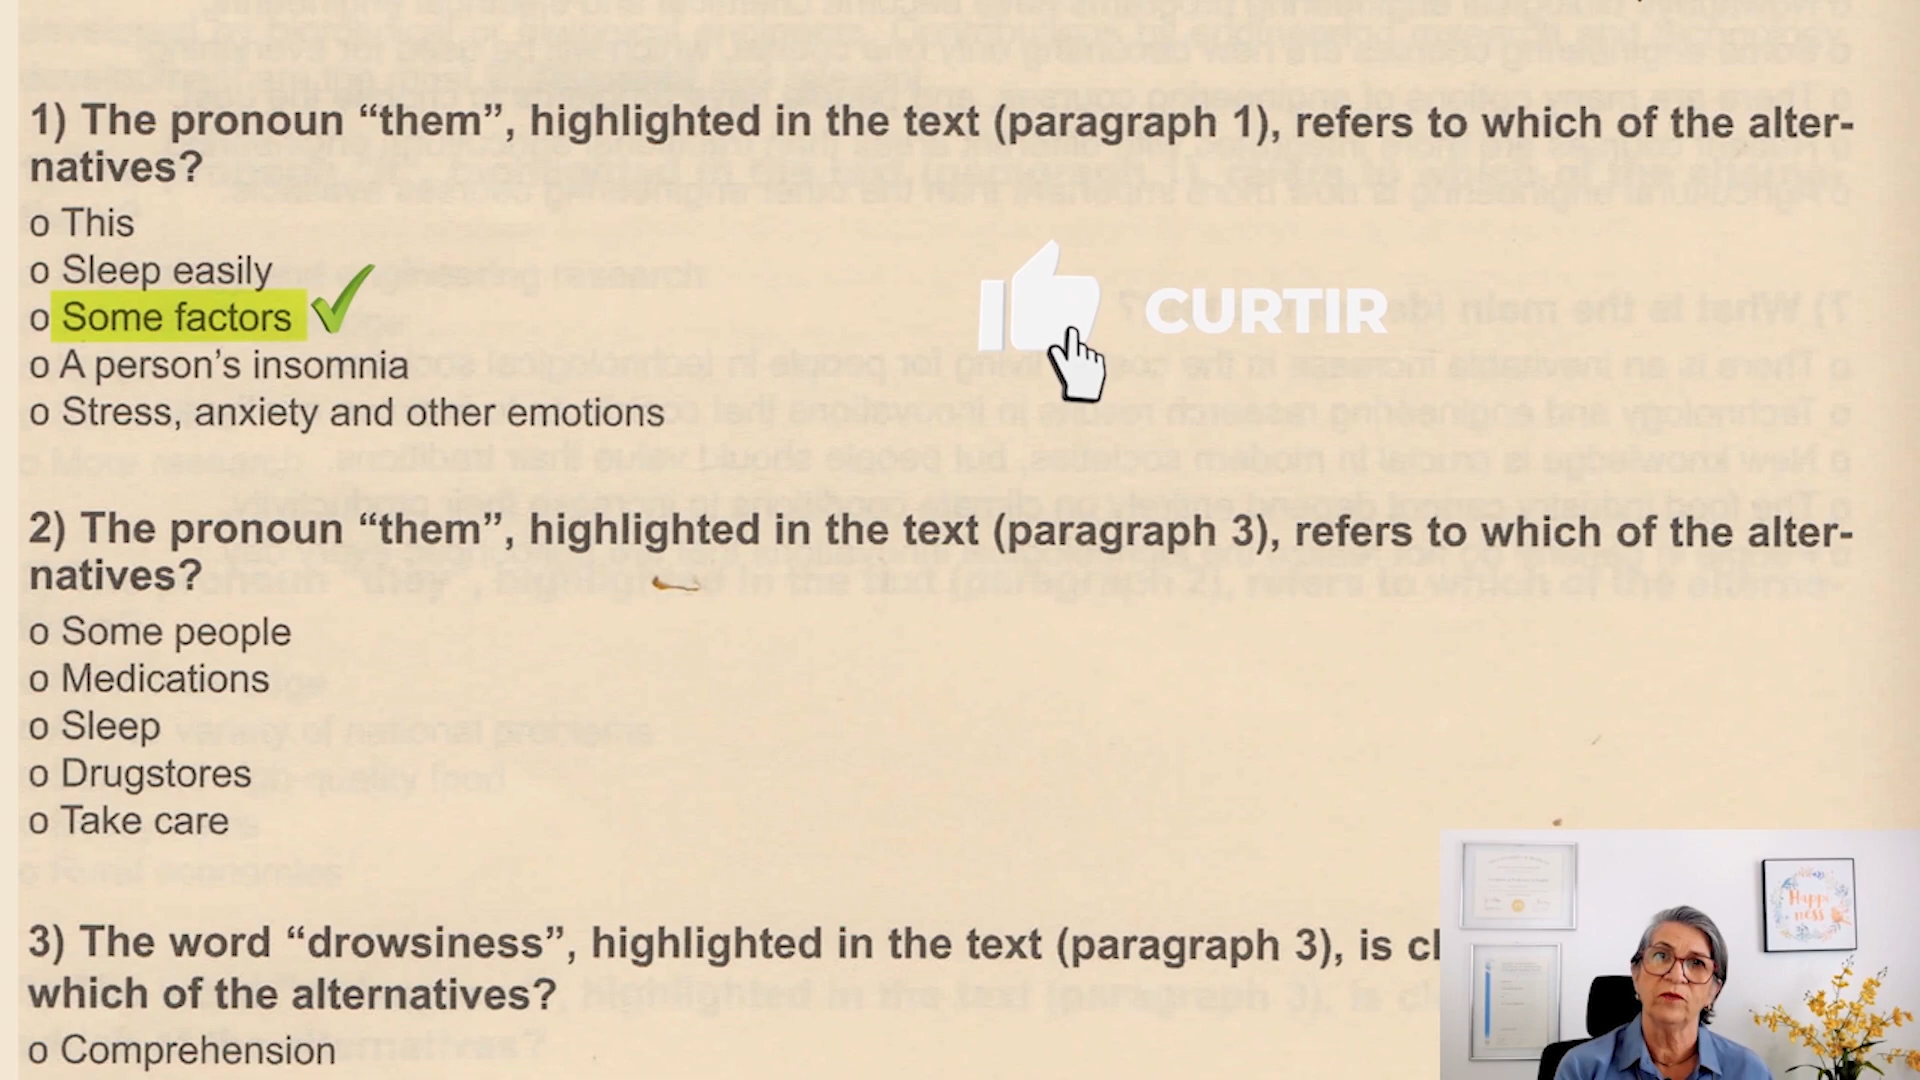 1) The pronoun “them”, highlighted in the text (paragraph 1), refers to which of the alter-
natives?
o This
o Sleep easily
o Some factors
o A person’s insomnia
o Stress, anxiety and other emotions
CURTIR
2) The pronoun “them”, highlighted in the text (paragraph 3), refers to which of the alter-
natives?
o Some people
o Medications
o Sleep
o Drugstores
o Take care
3) The word “drowsiness”, highlighted in the text (paragraph 3), is cl
which of the alternatives?
o Comprehension
Happi
ness